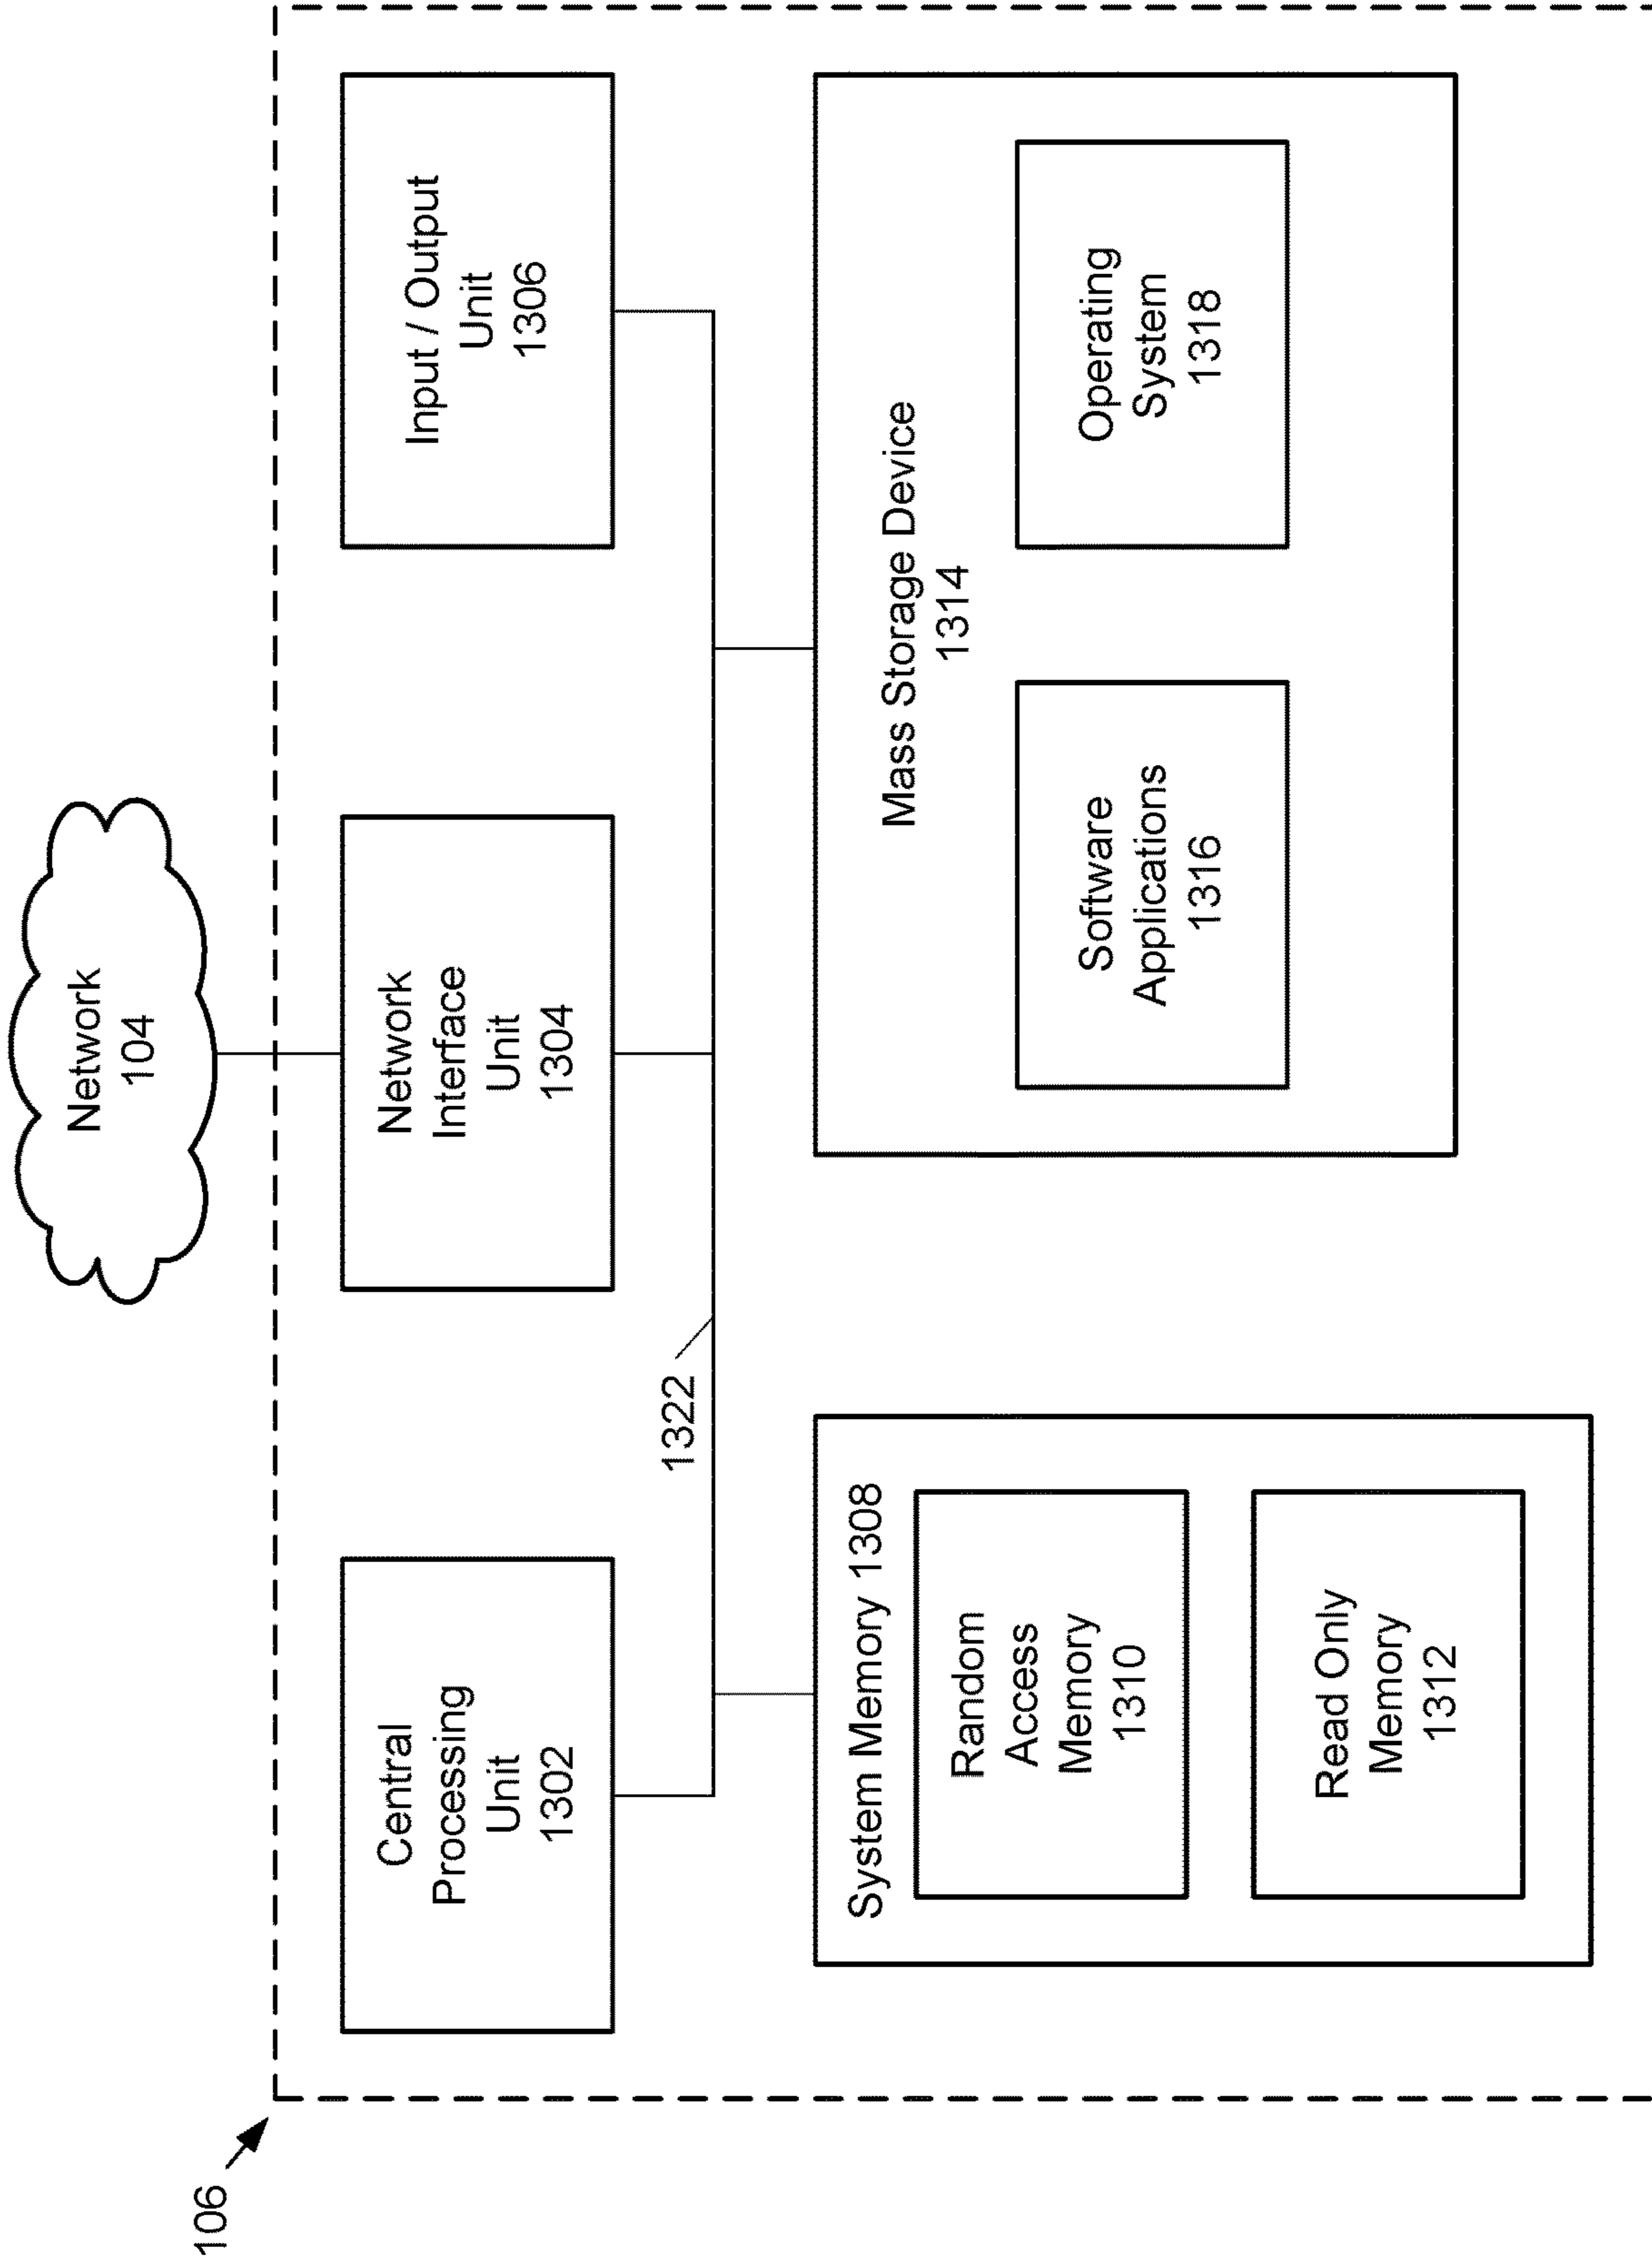 106
Network
104
Central
Processing
Unit
1302
Network
Interface
Unit
1304
Input / Output
Unit
1306
1322
System Memory 1308
Random
Access
Memory
1310
Read Only
Memory
1312
Mass Storage Device
1314
Software
Applications
1316
Operating
System
1318